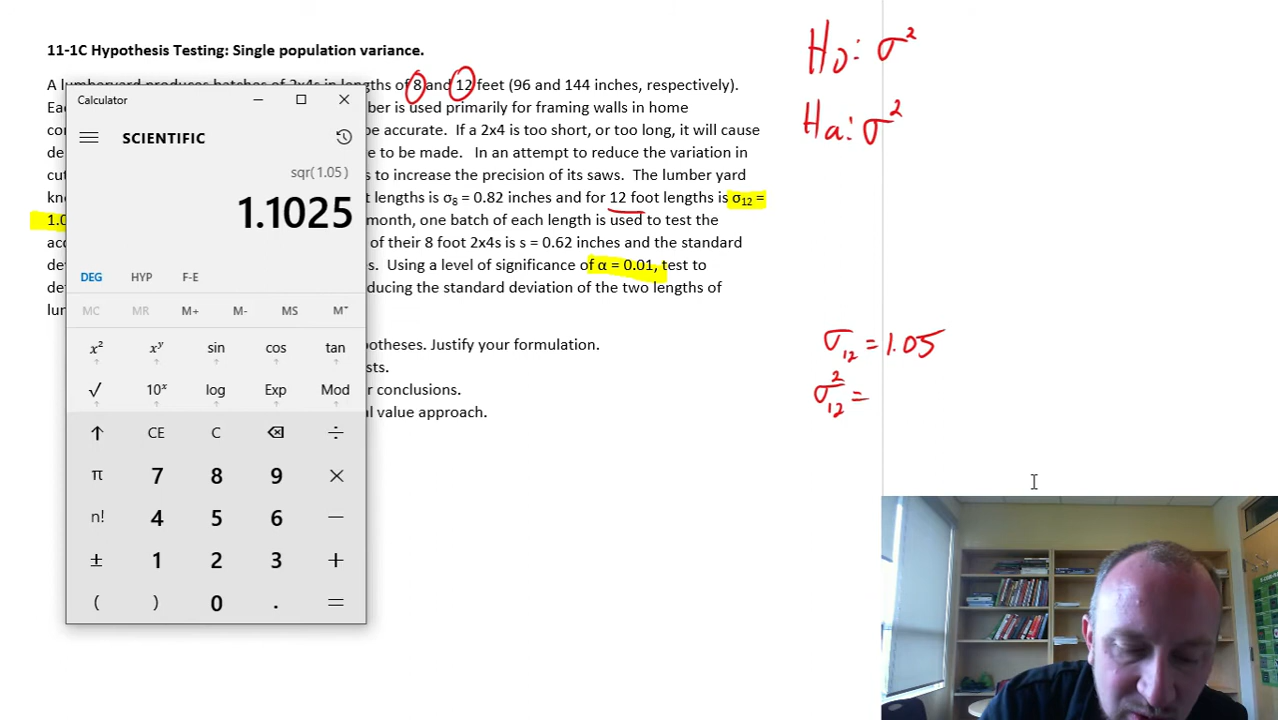 11-1C Hypothesis Testing: Single population variance.
A lumberyard produces batches of 2x4s in lengths of 8 and 12 feet (96 and 144 inches, respectively).
ber is used primarily for framing walls in home
be accurate. If a 2x4 is too short, or too long, it will cause
e to be made. In an attempt to reduce the variation in
s to increase the precision of its saws. The lumber yard
t lengths is σ8 = 0.82 inches and for 12 foot lengths is σ12 =
1.0 month, one batch of each length is used to test the
of their 8 foot 2x4s is s = 0.62 inches and the standard
s. Using a level of significance of α = 0.01, test to
ducing the standard deviation of the two lengths of
potheses. Justify your formulation.
sts.
r conclusions.
al value approach.
Calculator
SCIENTIFIC
sqr(1.05)
1.1025
DEG HYP F-E
MC MR M+ M- MS M˅
x² xʸ sin cos tan
√ 10ˣ log Exp Mod
↑ CE C ⌫ ÷
π 7 8 9 ×
n! 4 5 6 −
± 1 2 3 +
( ) 0 . =
Ho: σ²
Ha: σ²
σ12 = 1.05
σ²12 =